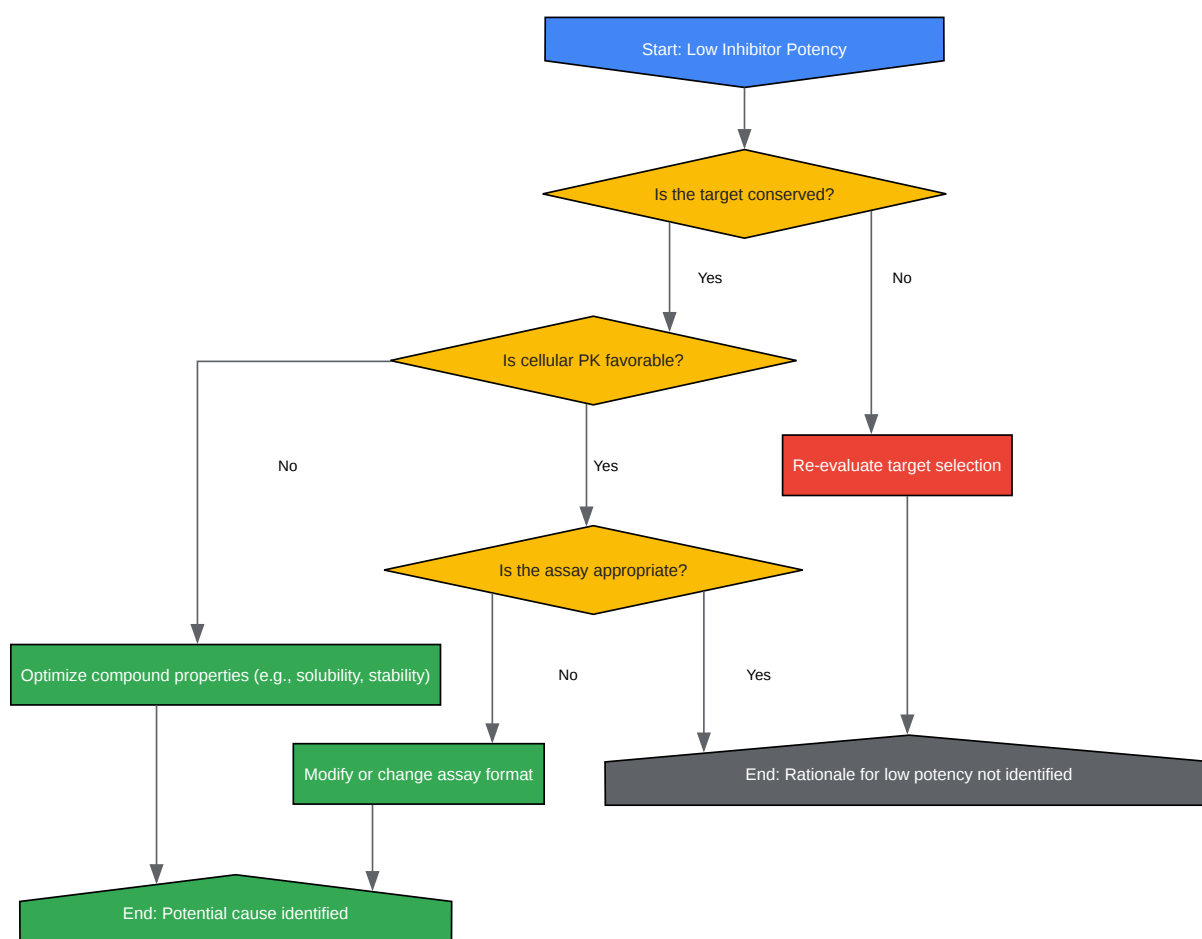 Start: Low Inhibitor Potency
Is the target conserved?
Yes
No
Is cellular PK favorable?
No
Yes
Re-evaluate target selection
Is the assay appropriate?
Optimize compound properties (e.g., solubility, stability)
No
Yes
Modify or change assay format
End: Rationale for low potency not identified
End: Potential cause identified